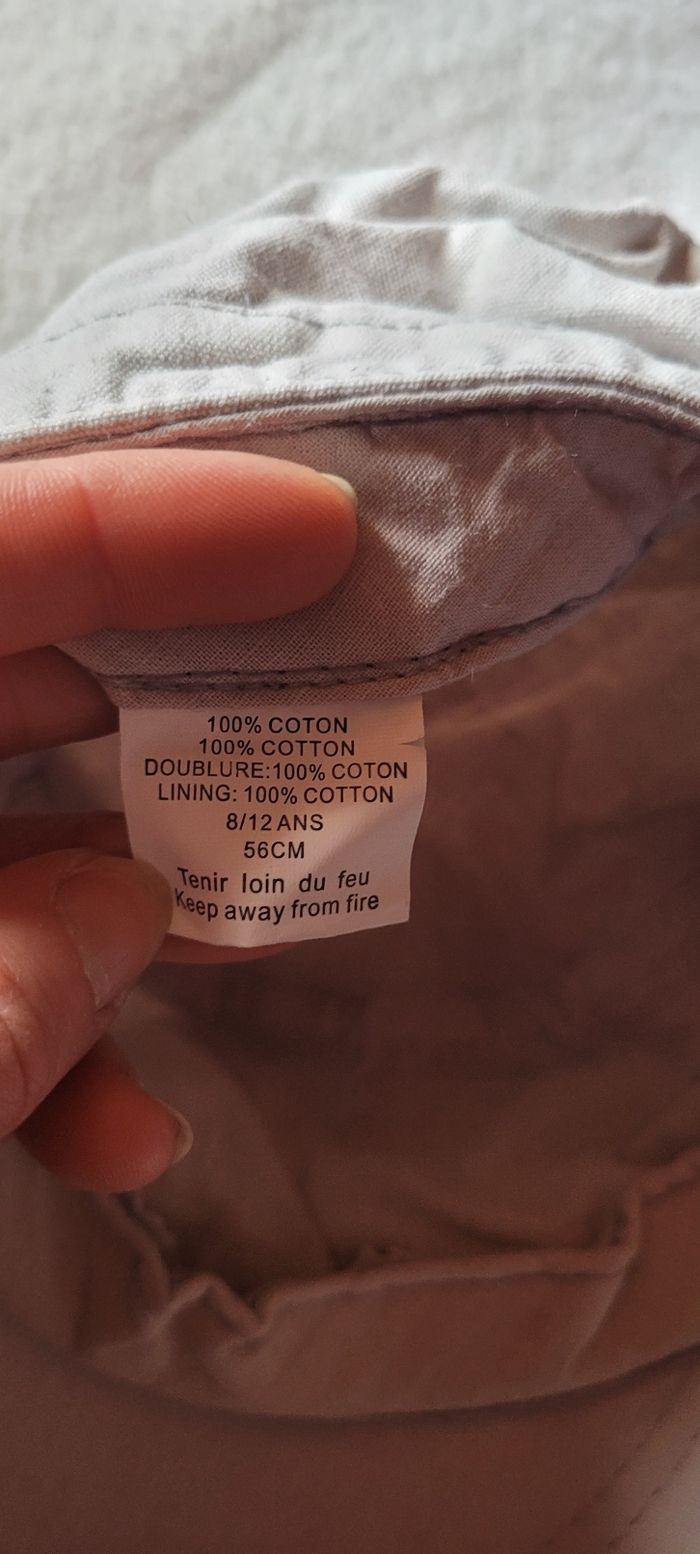 100% COTON
100% COTTON
DOUBLURE:100% COTON
LINING: 100% COTTON
8/12 ANS
56CM
Tenir loin du feu
Keep away from fire